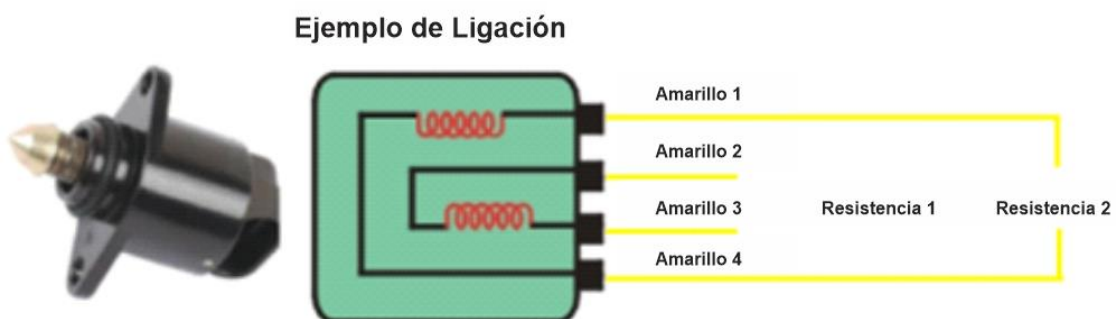 Ejemplo de Ligación
Amarillo 1
Amarillo 2
Amarillo 3
Resistencia 1
Resistencia 2
Amarillo 4